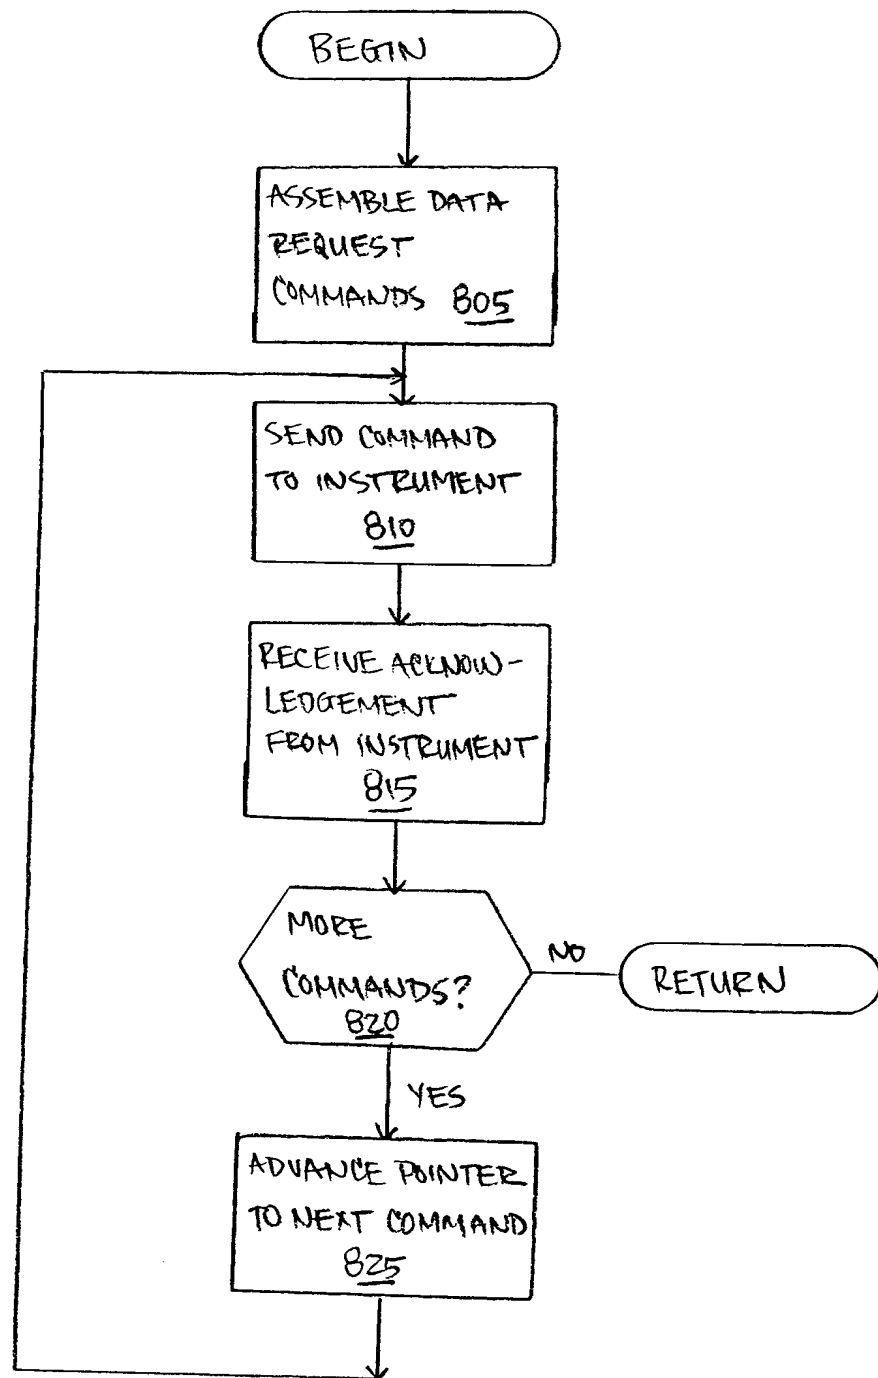 BEGIN
ASSEMBLE DATA
REQUEST
COMMANDS 805
SEND COMMAND
TO INSTRUMENT
810
RECEIVE ACKNOW-
LEDGEMENT
FROM INSTRUMENT
815
MORE
COMMANDS?
820
NO
RETURN
YES
ADVANCE POINTER
TO NEXT COMMAND
825